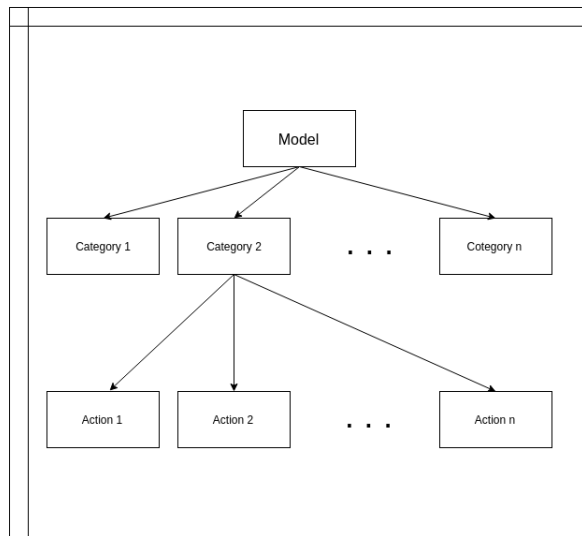 Model
Category 1
Category 2
. . .
Cotegory n
Action 1
Action 2
. . .
Action n